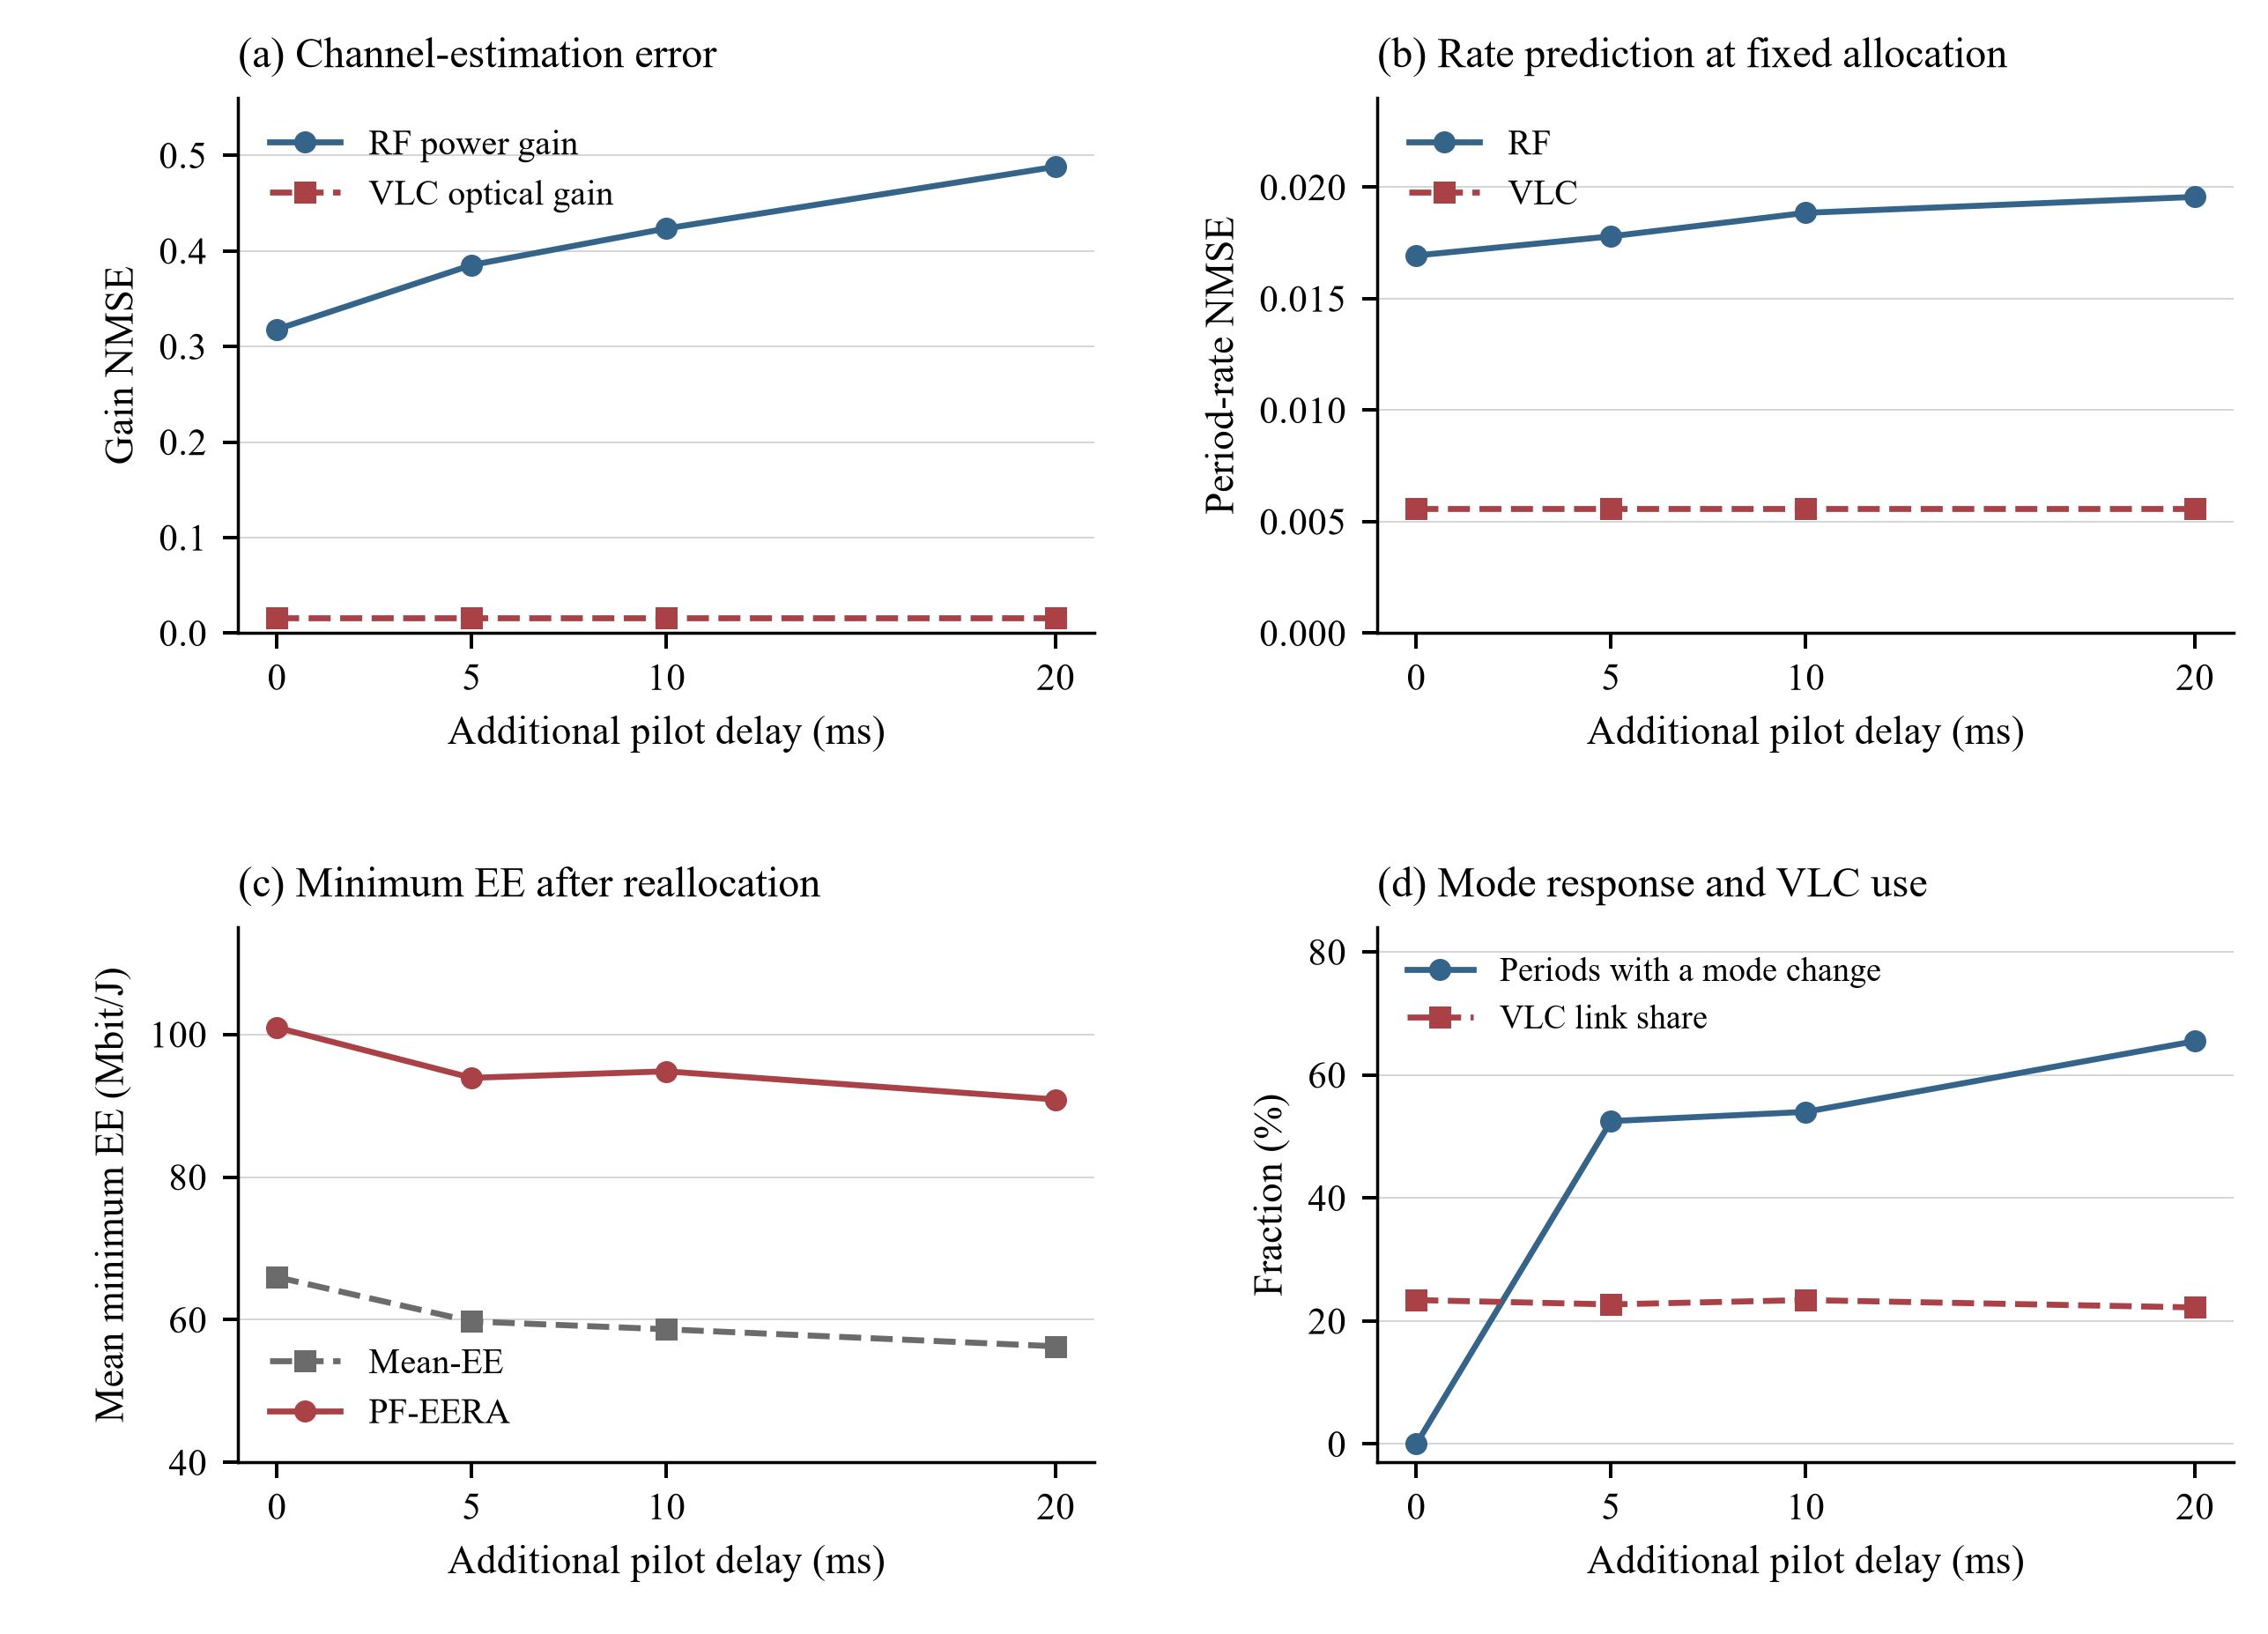 (a) Channel-estimation error
RF power gain
VLC optical gain
Gain NMSE
0.5
0.4
0.3
0.2
0.1
0.0
0
5
10
20
Additional pilot delay (ms)
(b) Rate prediction at fixed allocation
RF
VLC
Period-rate NMSE
0.020
0.015
0.010
0.005
0.000
0
5
10
20
Additional pilot delay (ms)
(c) Minimum EE after reallocation
Mean minimum EE (Mbit/J)
100
80
60
40
Mean-EE
PF-EERA
0
5
10
20
Additional pilot delay (ms)
(d) Mode response and VLC use
Periods with a mode change
VLC link share
Fraction (%)
80
60
40
20
0
0
5
10
20
Additional pilot delay (ms)